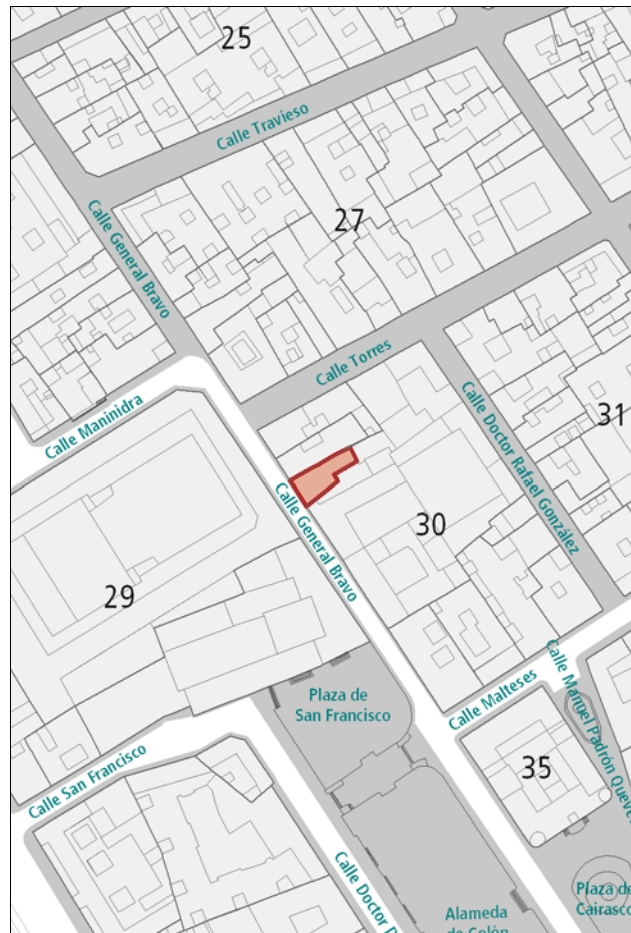 25
Calle Travieso
Calle General Bravo
27
Calle Torres
Calle Maninidra
Calle Doctor Rafael González
31
Calle General Bravo
30
29
Plaza de
San Francisco
Calle Malteses
Calle Manuel Padrón Queve
35
Calle San Francisco
Calle Doctor D
Plaza de
Cairasco
Alameda
de Colón